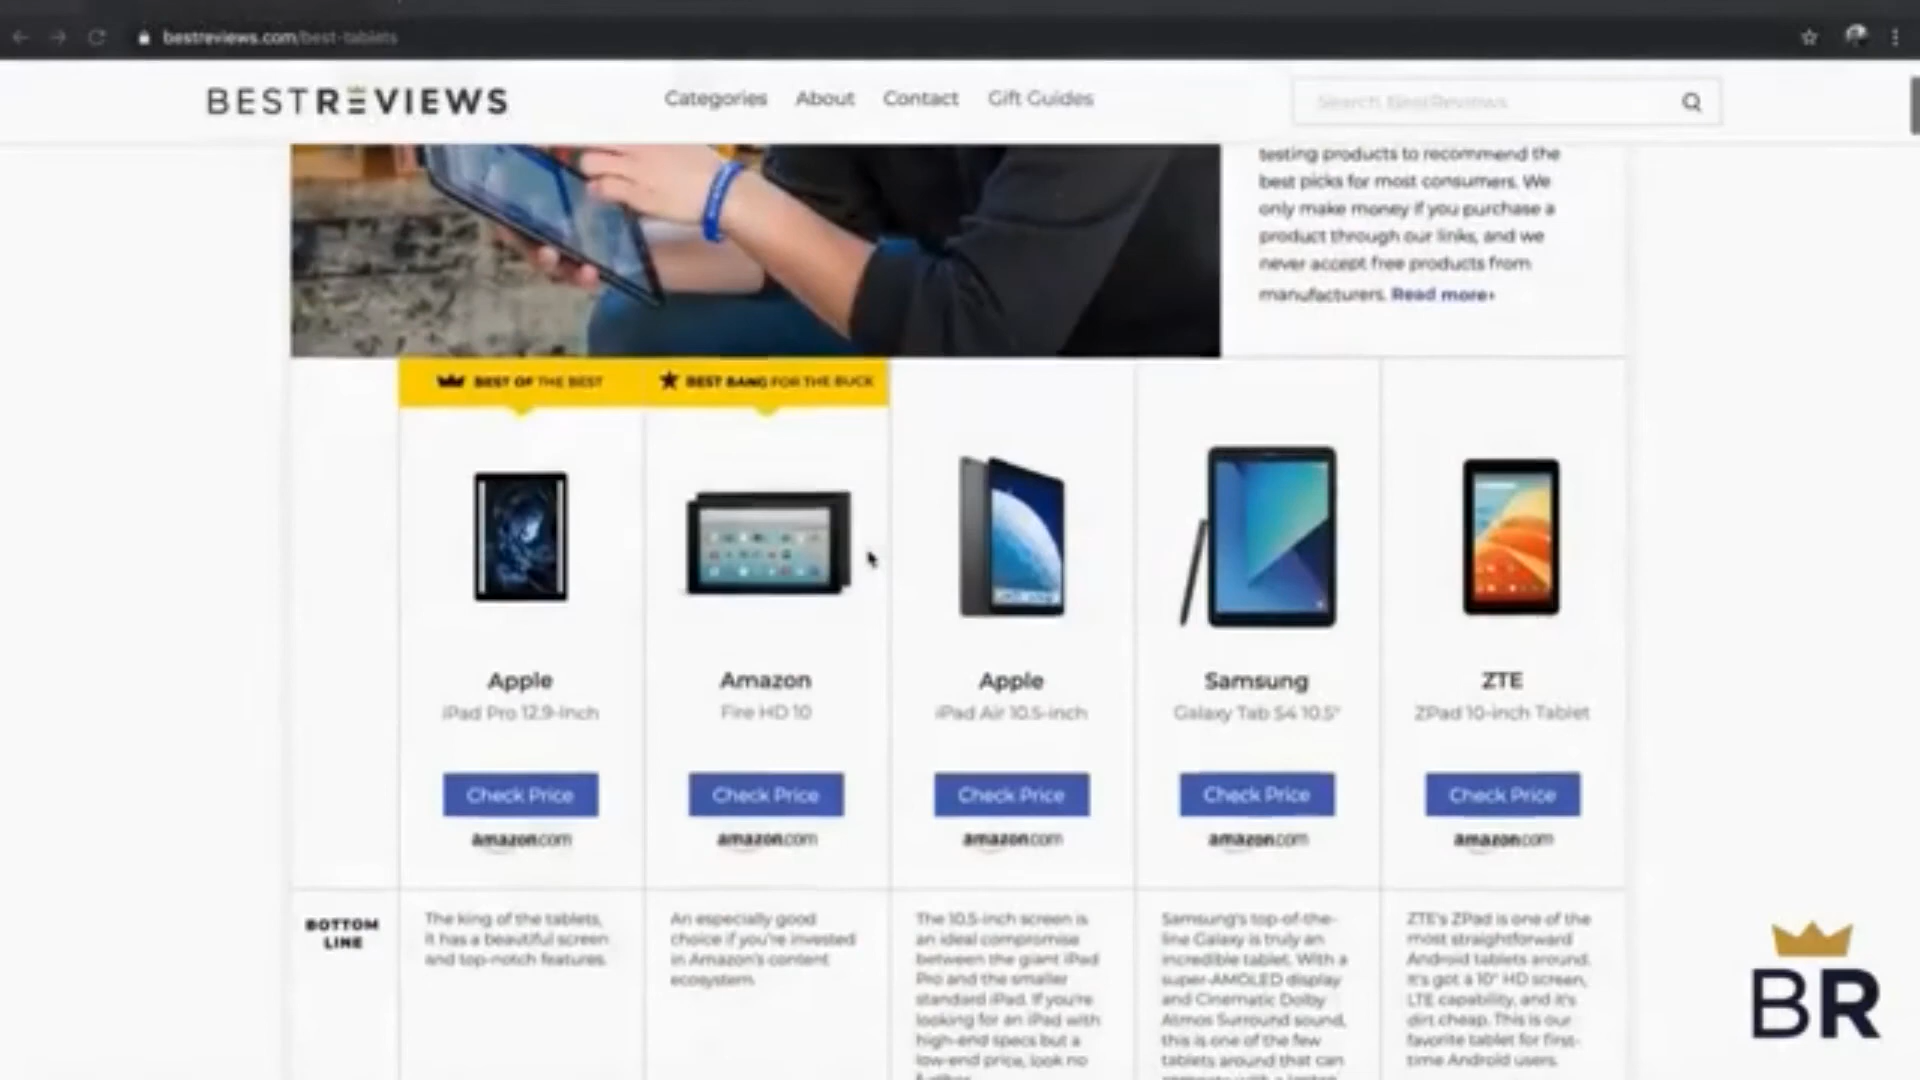 bestreviews.com/best-tablets
BESTREVIEWS
Categories About Contact Gift Guides
Search BestReviews
testing products to recommend the
best picks for most consumers. We
only make money if you purchase a
product through our links, and we
never accept free products from
manufacturers. Read more›
BEST OF THE BEST
BEST BANG FOR THE BUCK
Apple
iPad Pro 12.9-Inch
Check Price
amazon.com
Amazon
Fire HD 10
Check Price
amazon.com
Apple
iPad Air 10.5-inch
Check Price
amazon.com
Samsung
Galaxy Tab S4 10.5"
Check Price
amazon.com
ZTE
ZPad 10-inch Tablet
Check Price
amazon.com
BOTTOM
LINE
The king of the tablets,
it has a beautiful screen
and top-notch features.
An especially good
choice if you're invested
in Amazon's content
ecosystem.
The 10.5-inch screen is
an ideal compromise
between the giant iPad
Pro and the smaller
standard iPad. If you're
looking for an iPad with
high-end specs but a
low-end price, look no
Samsung's top-of-the-
line Galaxy is truly an
incredible tablet. With a
super-AMOLED display
and Cinematic Dolby
Atmos Surround sound,
this is one of the few
tablets around that can
ZTE's ZPad is one of the
most straightforward
Android tablets around.
It's got a 10" HD screen,
LTE capability, and it's
dirt cheap. This is our
favorite tablet for first-
time Android users.
BR